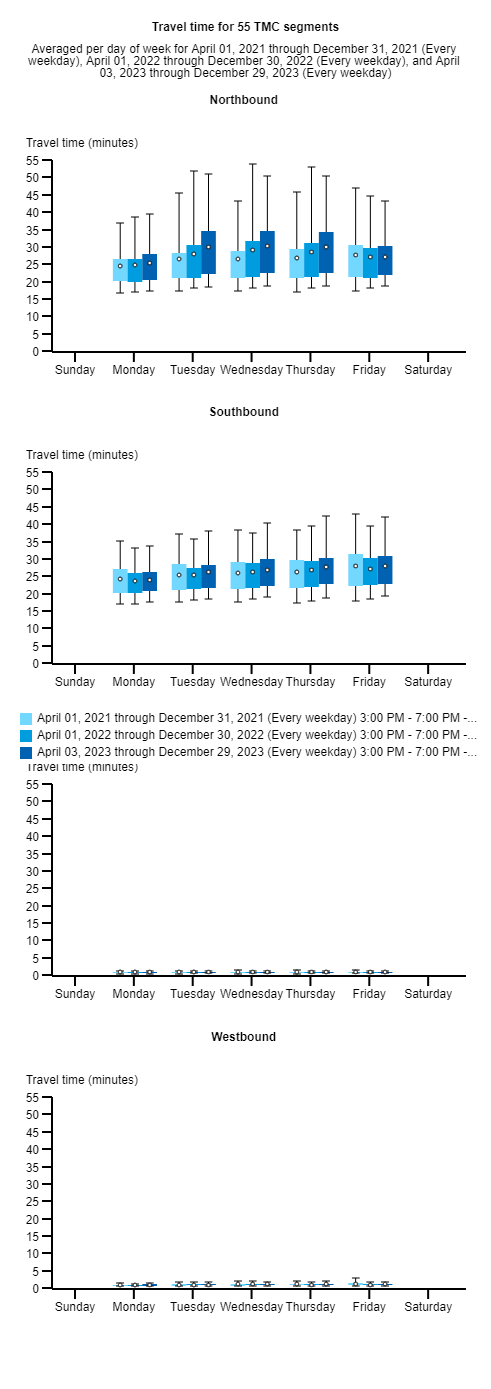 Travel time for 55 TMC segments
Averaged per day of week for April 01, 2021 through December 31, 2021 (Every
weekday), April 01, 2022 through December 30, 2022 (Every weekday), and April
03, 2023 through December 29, 2023 (Every weekday)
Northbound
Travel time (minutes)
55
50
45
40
35
30
25
20
15
10
5
0
Sunday Monday Tuesday Wednesday Thursday Friday Saturday
Southbound
Travel time (minutes)
55
50
45
40
35
30
25
20
15
10
5
0
Sunday Monday Tuesday Wednesday Thursday Friday Saturday
April 01, 2021 through December 31, 2021 (Every weekday) 3:00 PM - 7:00 PM -...
April 01, 2022 through December 30, 2022 (Every weekday) 3:00 PM - 7:00 PM -...
April 03, 2023 through December 29, 2023 (Every weekday) 3:00 PM - 7:00 PM -...
Travel time (minutes)
55
50
45
40
35
30
25
20
15
10
5
0
Sunday Monday Tuesday Wednesday Thursday Friday Saturday
Westbound
Travel time (minutes)
55
50
45
40
35
30
25
20
15
10
5
0
Sunday Monday Tuesday Wednesday Thursday Friday Saturday